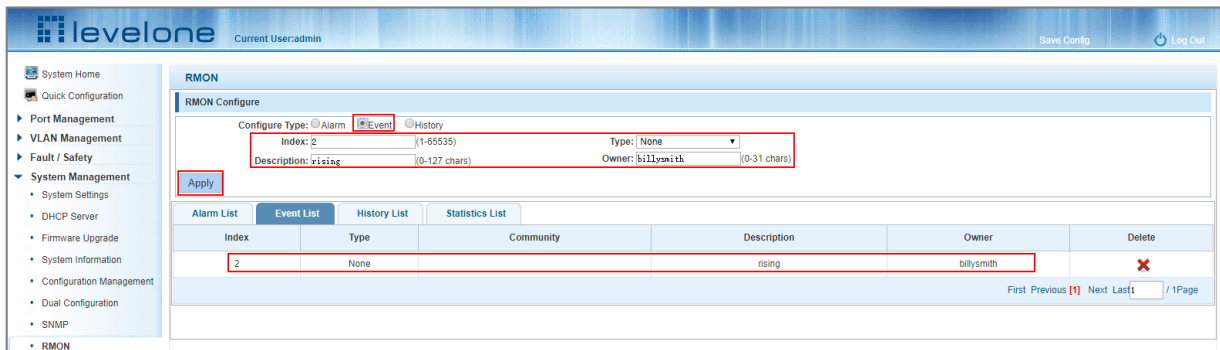 levelone Current User:admin Save Config Log Out
System Home
Quick Configuration
Port Management
VLAN Management
Fault / Safety
System Management
System Settings
DHCP Server
Firmware Upgrade
System Information
Configuration Management
Dual Configuration
SNMP
RMON
RMON
RMON Configure
Configure Type: Alarm Event History
Index: 2 (1-65535) Type: None
Description: rising (0-127 chars) Owner: billysmith (0-31 chars)
Apply
Alarm List Event List History List Statistics List
Index Type Community Description Owner Delete
2 None rising billysmith
First Previous [1] Next Last 1 / 1Page